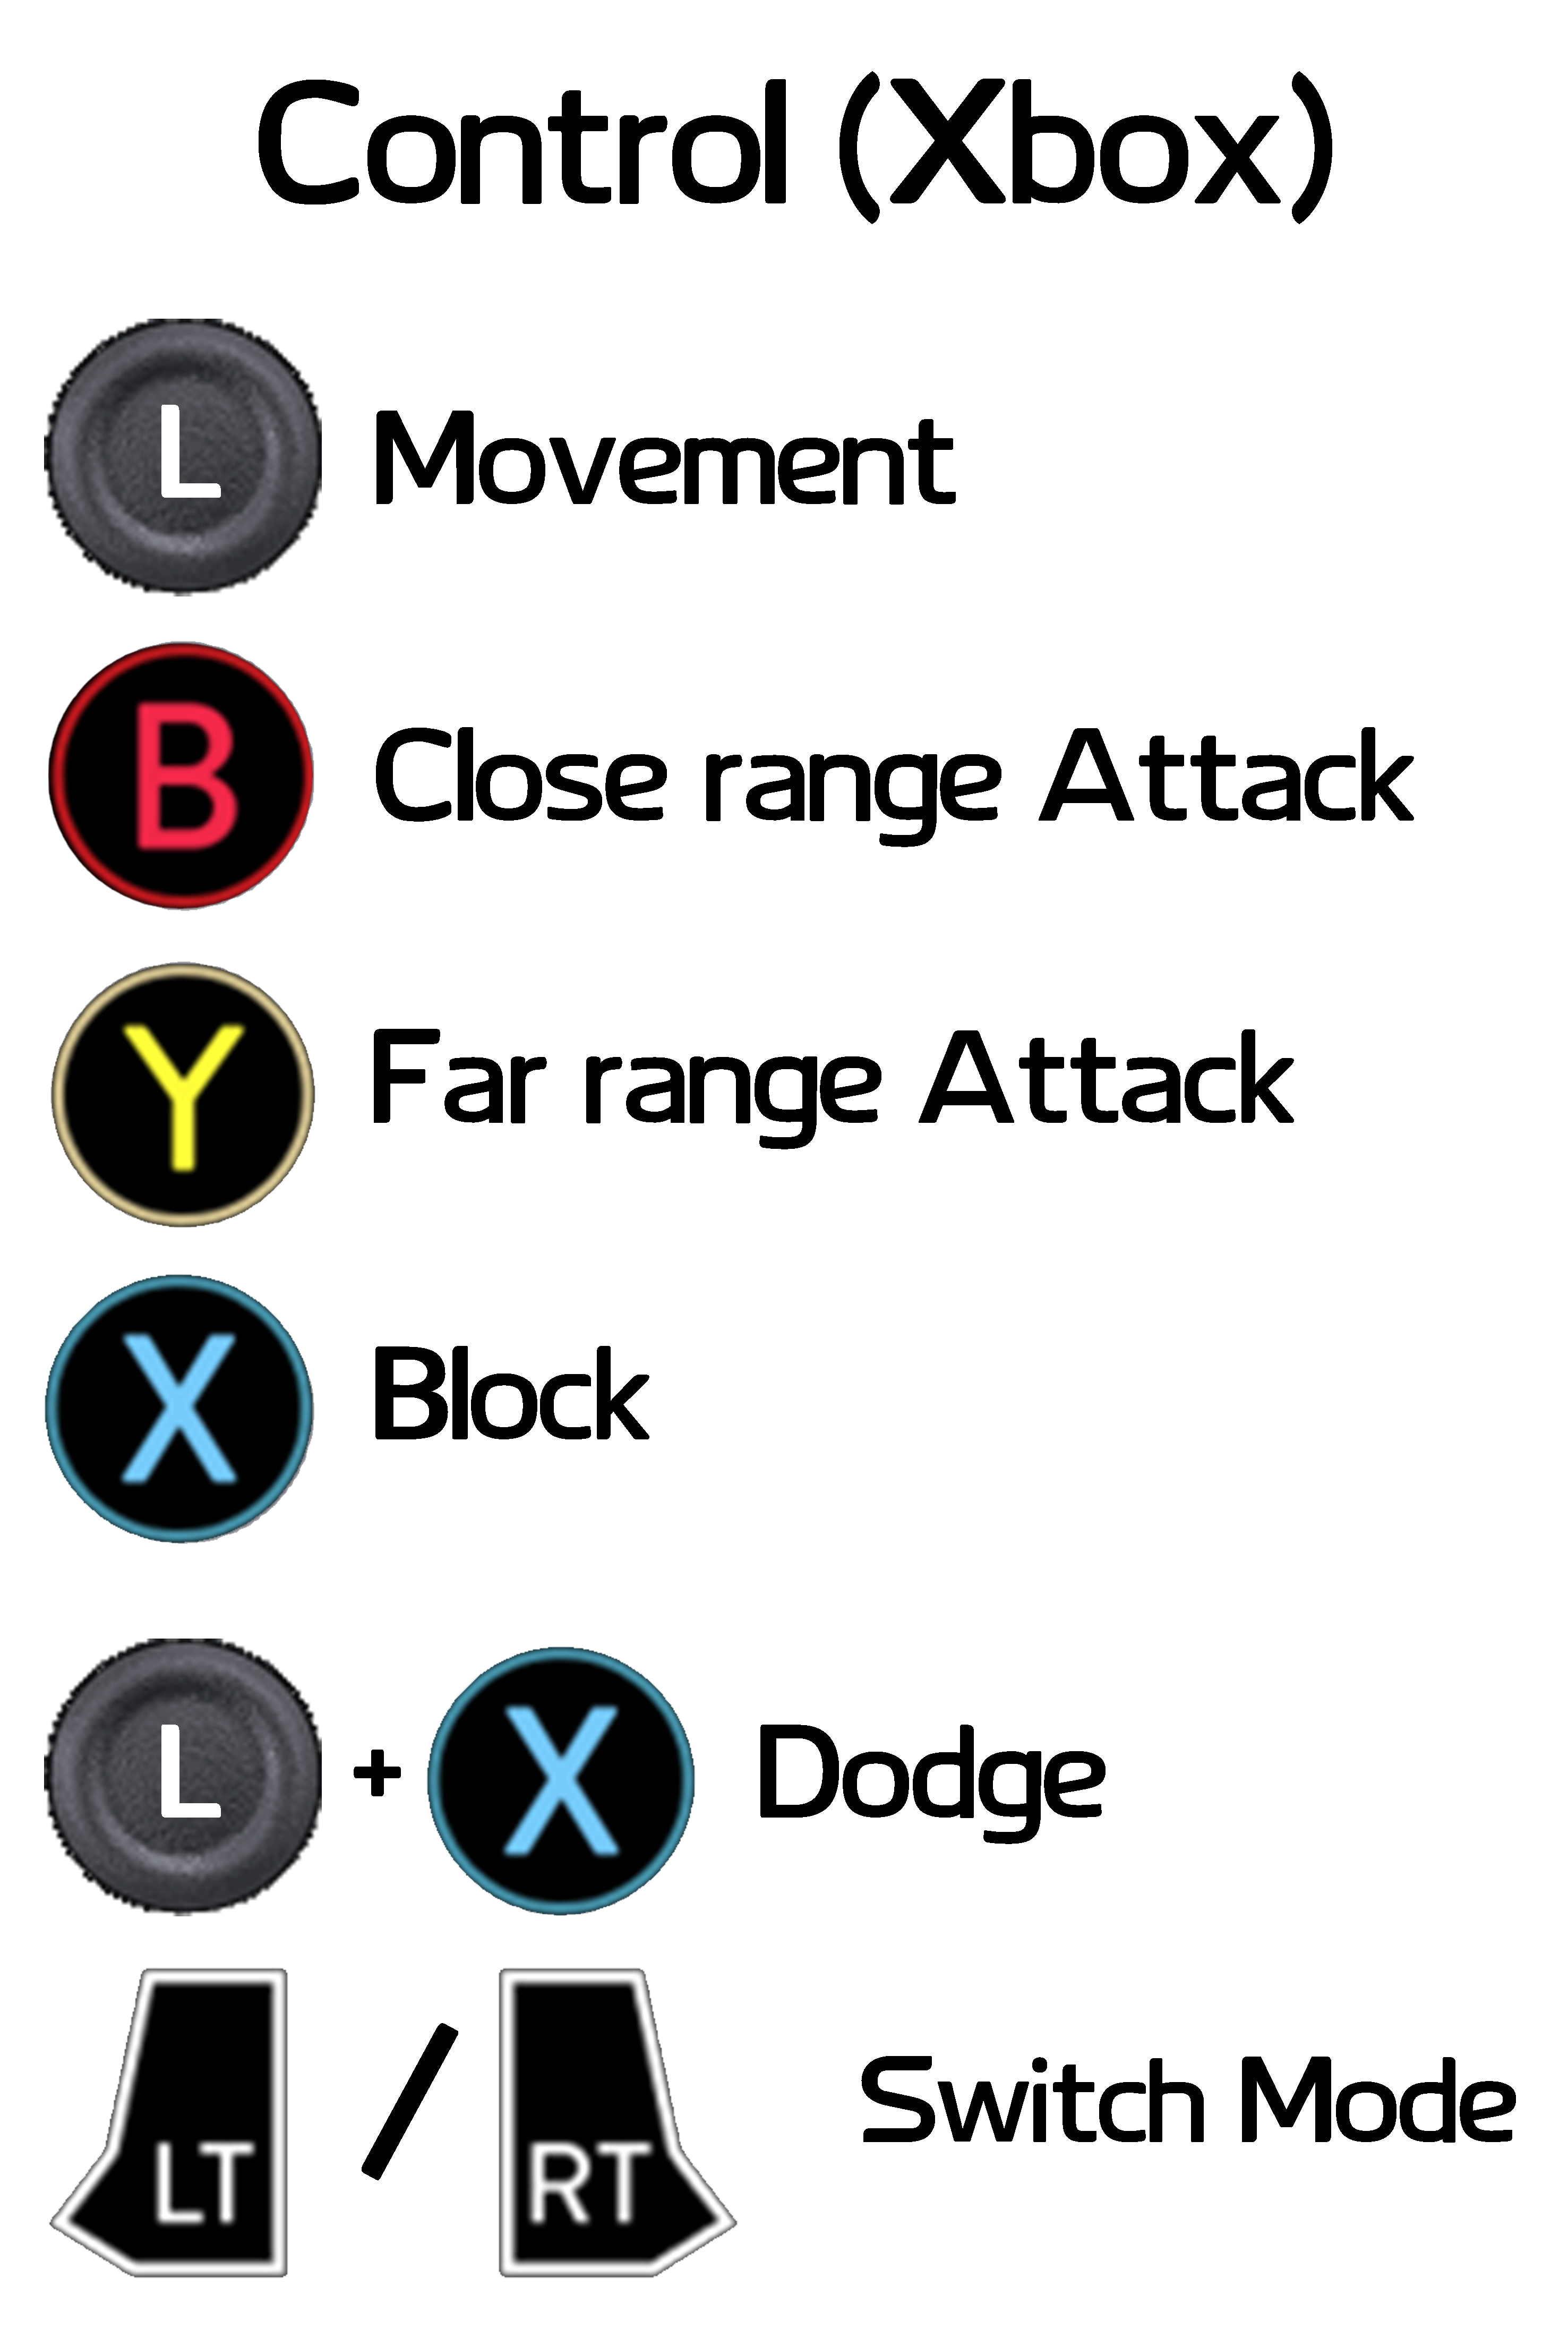 Control (Xbox)
L Movement
B Close range Attack
Y Far range Attack
X Block
L + X Dodge
LT / RT Switch Mode